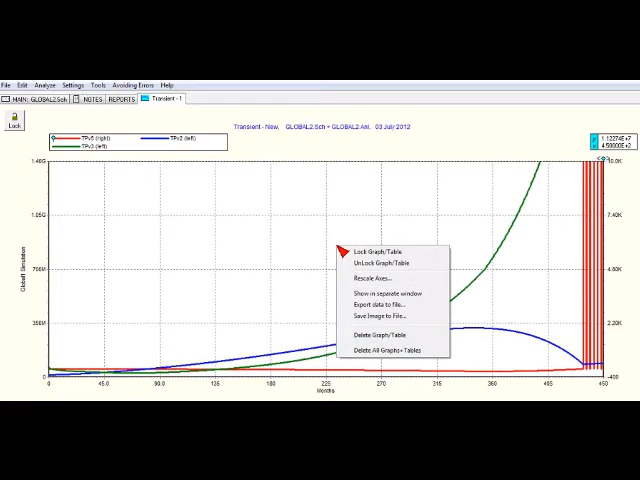 File Edit Analyze Settings Tools Avoiding Errors Help
MAIN: GLOBAL2.Sch NOTES REPORTS Transient - 1
Lock
Transient - New, GLOBAL2.Sch + GLOBAL2.Anl, 03 July 2012
TPv5 (right) TPv2 (left)
TPv3 (left)
y 1.12274E+7
x 4.50000E+2
1.40G 10.0K
1.05G 7.40K
700M 4.80K
350M 2.20K
0 -400
Global1 Simulation
Lock Graph/Table
UnLock Graph/Table
Rescale Axes...
Show in separate window
Export data to file...
Save Image to File...
Delete Graph/Table
Delete All Graphs+Tables
0 45.0 90.0 135 180 225 270 315 360 405 450
Months